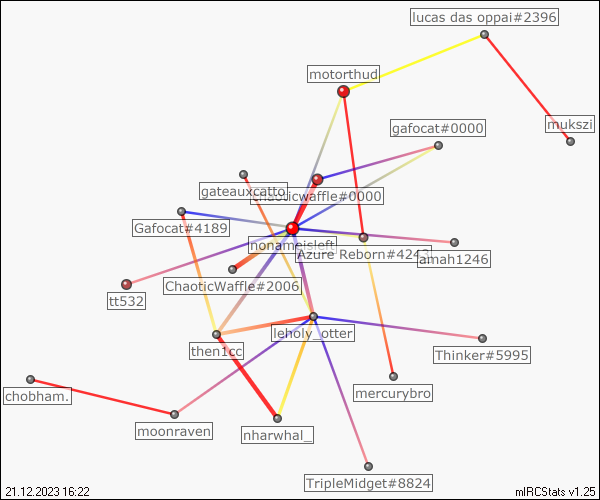 lucas das oppai#2396
motorthud
mukszi
gafocat#0000
gateauxcatto
chaoticwaffle#0000
Gafocat#4189
nonameisleft
Azure Reborn#4243
amah1246
ChaoticWaffle#2006
tt532
leholy_otter
then1cc
Thinker#5995
mercurybro
chobham.
moonraven
nharwhal_
TripleMidget#8824
21.12.2023 16:22
mIRCStats v1.25